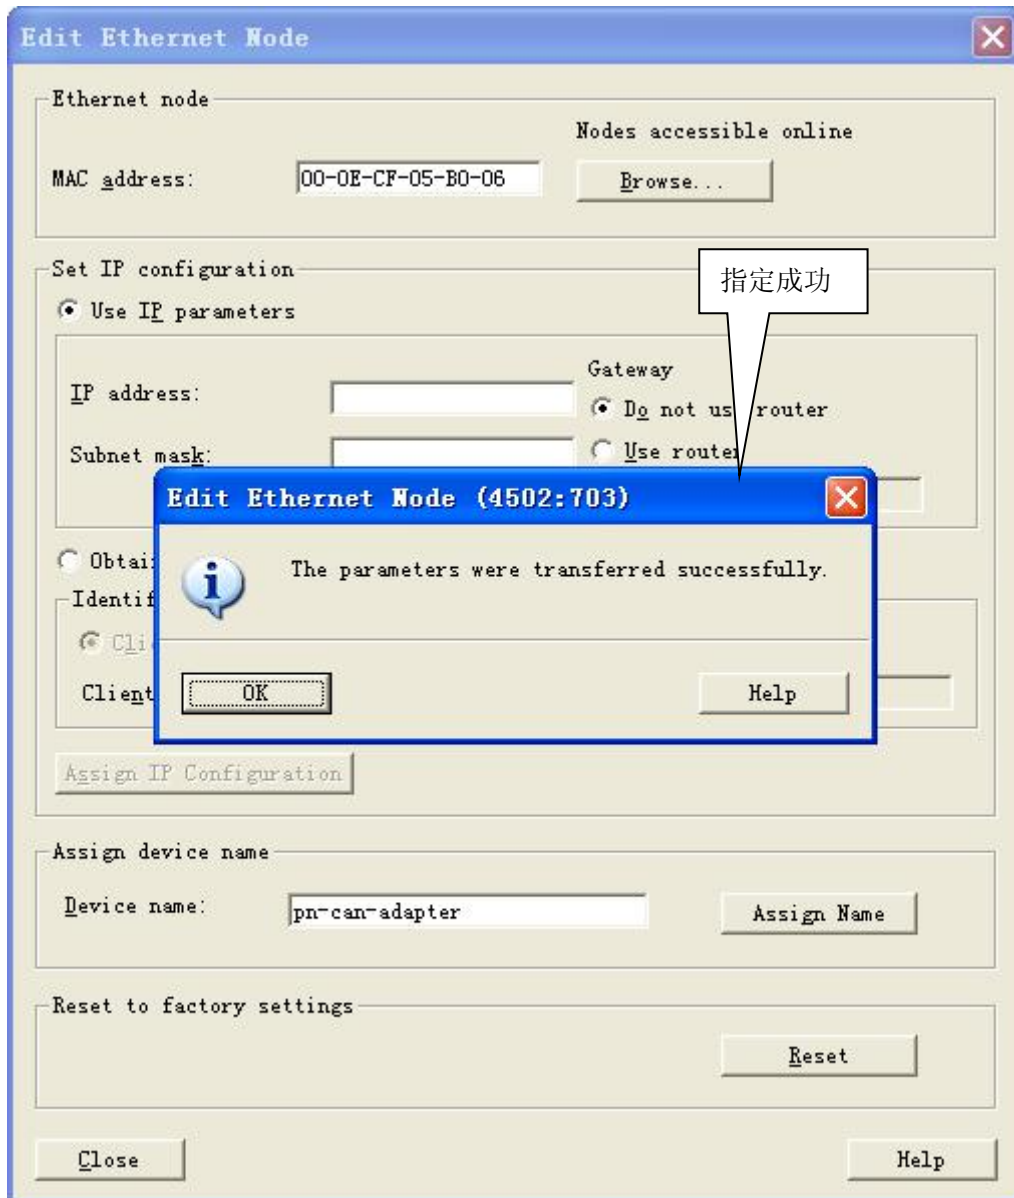 Edit Ethernet Node
Ethernet node
Nodes accessible online
MAC address:
00-0E-CF-05-B0-06
Browse...
Set IP configuration
指定成功
Use IP parameters
Gateway
IP address:
Do not use router
Subnet mask:
Use router
Edit Ethernet Node (4502:703)
Obtai
The parameters were transferred successfully.
Identif
Cli
Client
OK
Help
Assign IP Configuration
Assign device name
Device name:
pn-can-adapter
Assign Name
Reset to factory settings
Reset
Close
Help